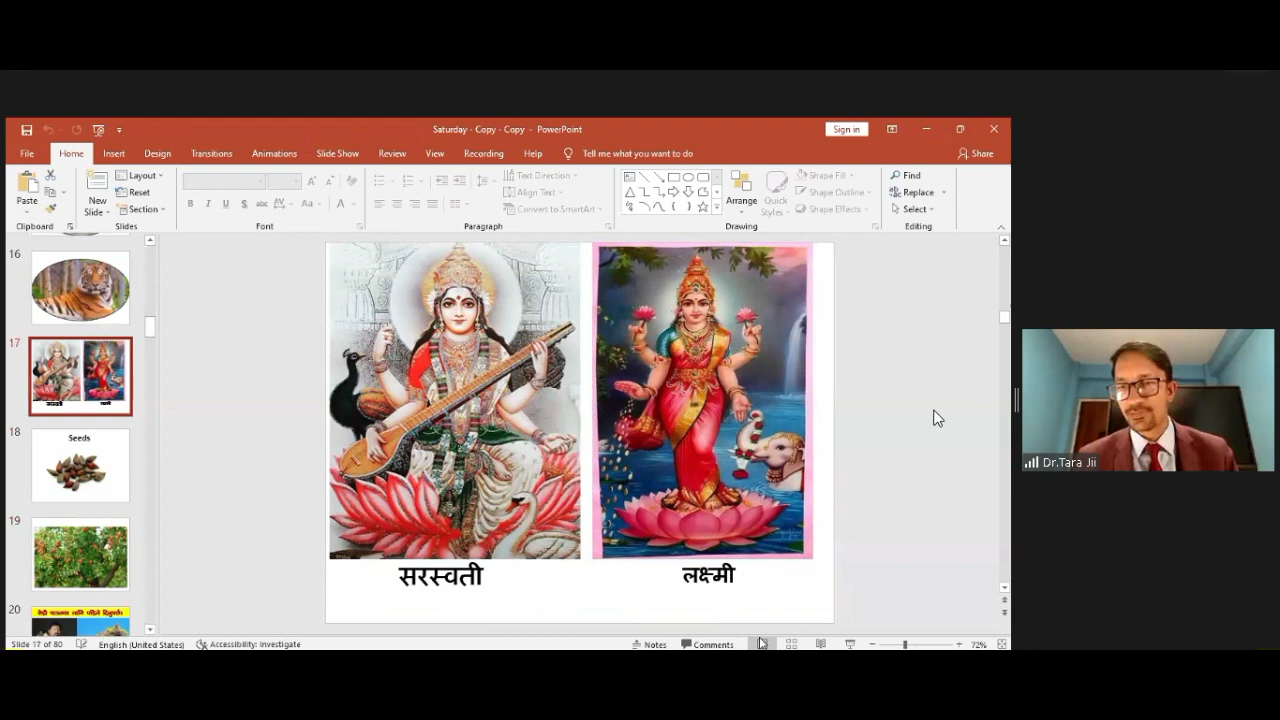 Saturday - Copy - Copy - PowerPoint
Sign in
File Home Insert Design Transitions Animations Slide Show Review View Recording Help Tell me what you want to do Share
Paste
New Slide
Layout
Reset
Section
Text Direction
Align Text
Convert to SmartArt
Arrange
Quick Styles
Shape Fill
Shape Outline
Shape Effects
Find
Replace
Select
Clipboard Slides Font Paragraph Drawing Editing
16
17
18
Seeds
19
20
सरस्वती
लक्ष्मी
Dr.Tara Jii
Slide 17 of 80 English (United States) Accessibility: Investigate Notes Comments 72%